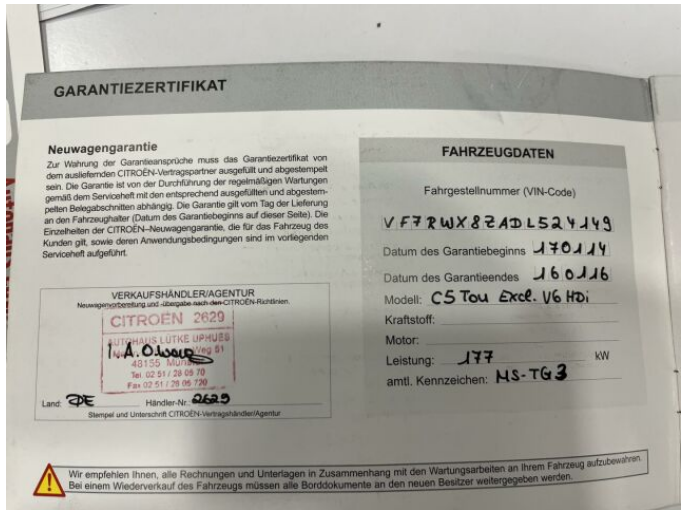 GARANTIEZERTIFIKAT
Neuwagengarantie
Zur Wahrung der Garantieansprüche muss das Garantiezertifikat von
dem ausliefernden CITROËN-Vertragspartner ausgefüllt und abgestempelt
sein. Die Garantie ist von der Durchführung der regelmäßigen Wartungen
gemäß dem Serviceheft mit den entsprechend ausgefüllten und abgestem-
pelten Belegabschnitten abhängig. Die Garantie gilt vom Tag der Lieferung
an den Fahrzeughalter (Datum des Garantiebeginns auf dieser Seite). Die
Einzelheiten der CITROËN–Neuwagengarantie, die für das Fahrzeug des
Kunden gilt, sowie deren Anwendungsbedingungen sind im vorliegenden
Serviceheft aufgeführt.
VERKAUFSHÄNDLER/AGENTUR
Neuwagenvorbereitung und -übergabe nach den CITROËN-Richtlinien.
CITROËN 2629
AUTOHAUS LÜTKE UPHUES
Weg 51
48155
Tel. 02 51 / 28 09 70
Fax 02 51 / 28 09 720
Land: DE Händler-Nr. 2629
Stempel und Unterschrift CITROËN-Vertragshändler/Agentur
FAHRZEUGDATEN
Fahrgestellnummer (VIN-Code)
VF7RWX8ZADL524149
Datum des Garantiebeginns 170114
Datum des Garantieendes 160116
Modell: C5 Tou Excl. V6 HDi
Kraftstoff:
Motor:
Leistung: 177 kW
amtl. Kennzeichen: MS-TG3
Wir empfehlen Ihnen, alle Rechnungen und Unterlagen in Zusammenhang mit den Wartungsarbeiten an Ihrem Fahrzeug aufzubewahren.
Bei einem Wiederverkauf des Fahrzeugs müssen alle Borddokumente an den neuen Besitzer weitergegeben werden.